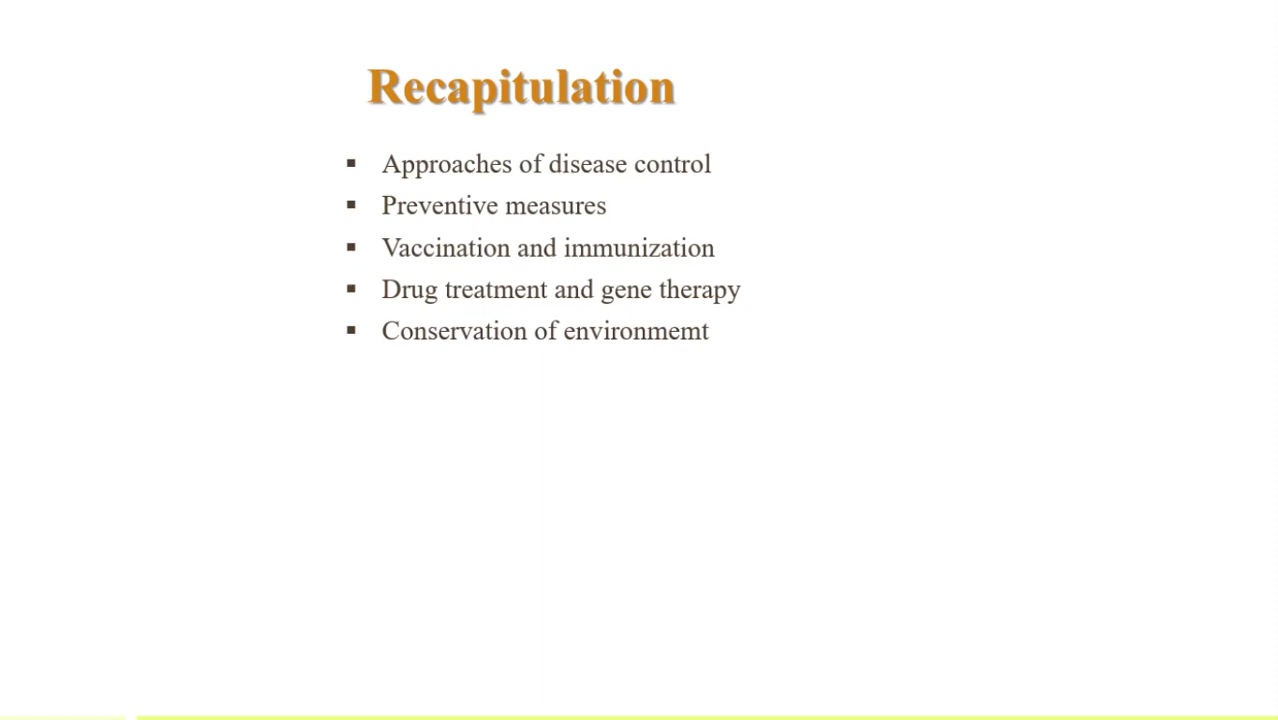 Recapitulation
▪ Approaches of disease control
▪ Preventive measures
▪ Vaccination and immunization
▪ Drug treatment and gene therapy
▪ Conservation of environmemt